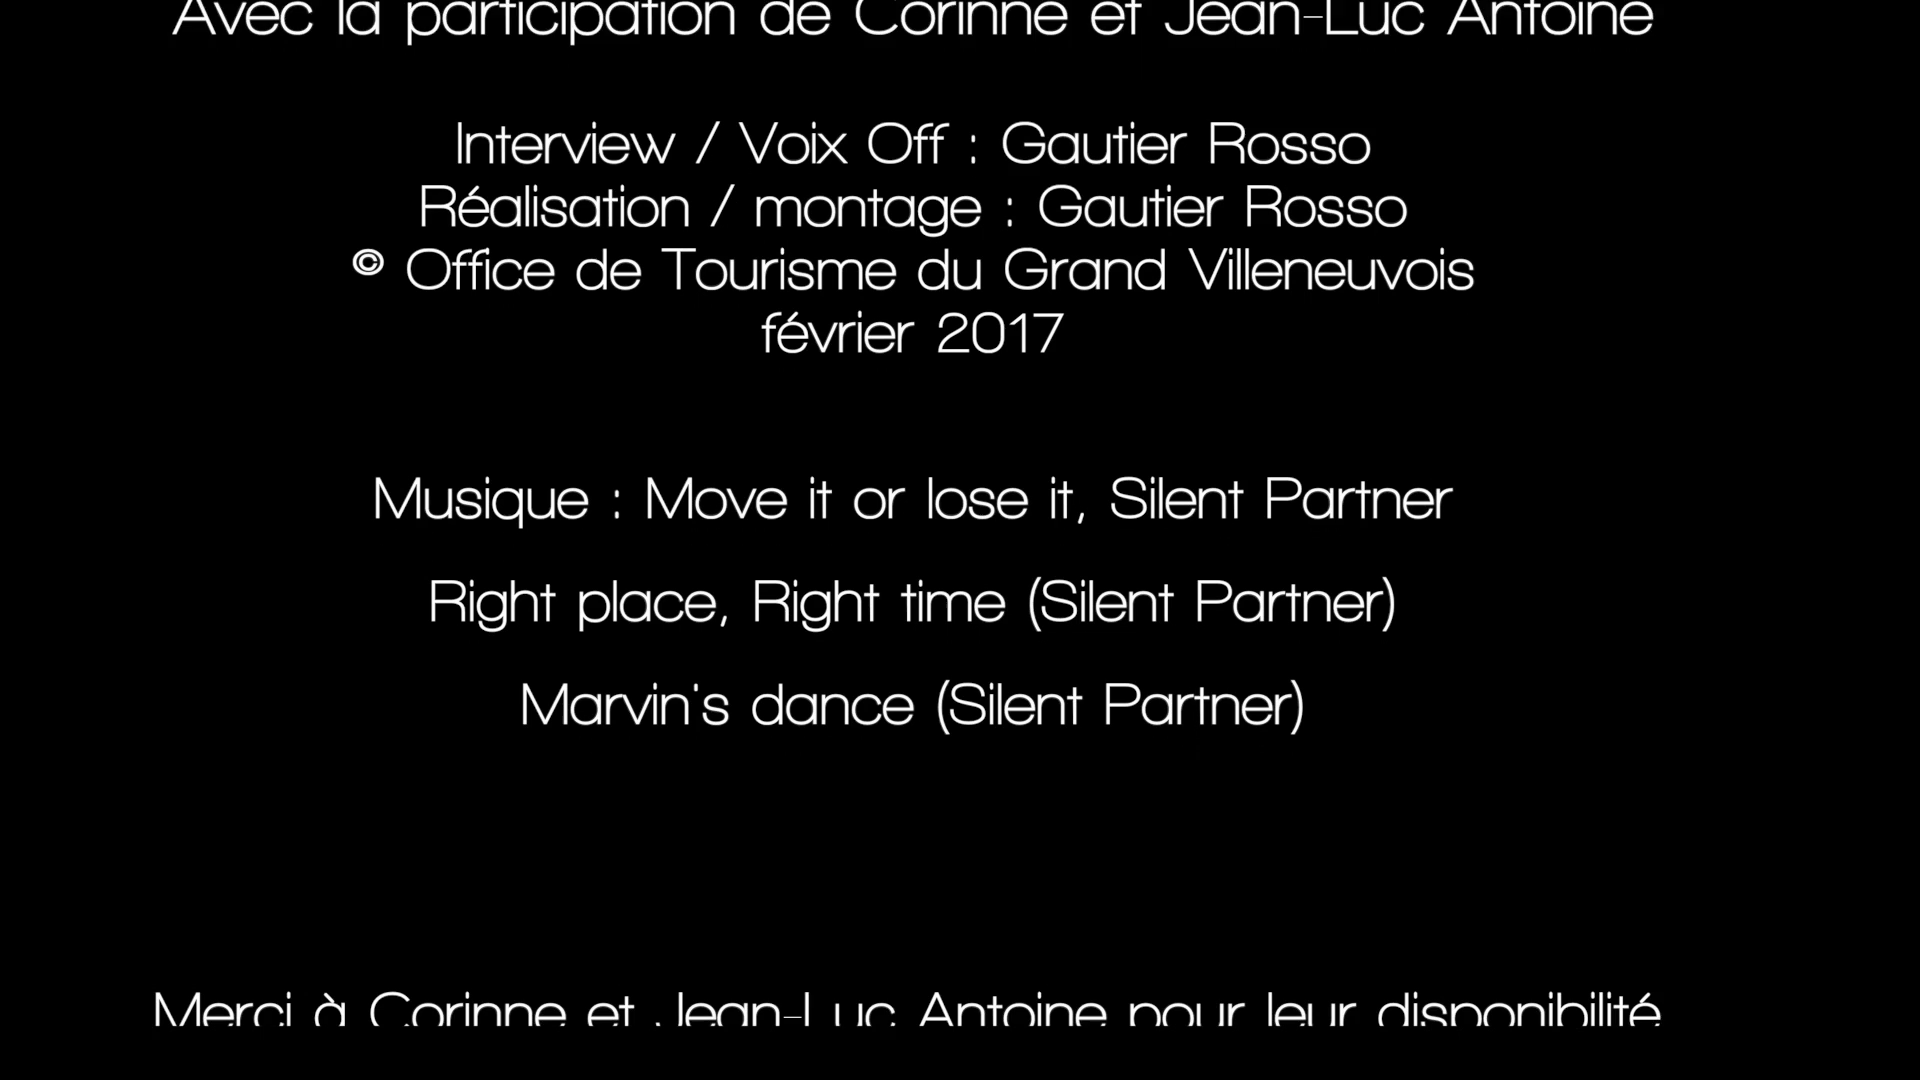 Avec la participation de Corinne et Jean-Luc Antoine
Interview / Voix Off : Gautier Rosso
Réalisation / montage : Gautier Rosso
© Office de Tourisme du Grand Villeneuvois
février 2017
Musique : Move it or lose it, Silent Partner
Right place, Right time (Silent Partner)
Marvin's dance (Silent Partner)
Merci à Corinne et Jean-Luc Antoine pour leur disponibilité